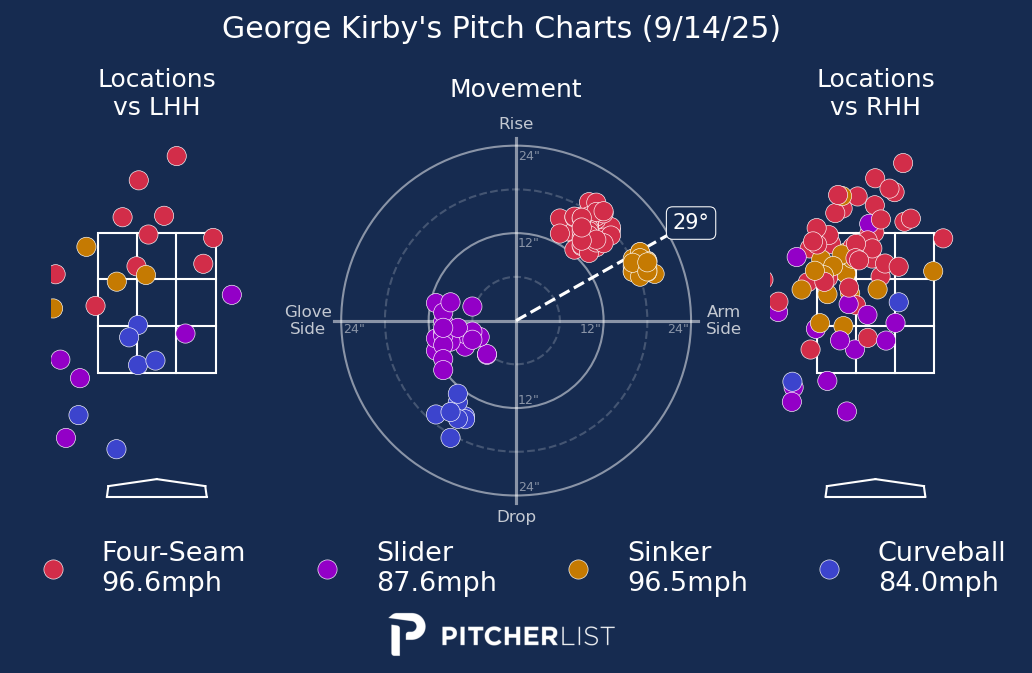 George Kirby's Pitch Charts (9/14/25)
Locations
vs LHH
Movement
Locations
vs RHH
Rise
24"
29°
12"
Glove
Side
24"
12"
24"
Arm
Side
12"
24"
Drop
Four-Seam
96.6mph
Slider
87.6mph
Sinker
96.5mph
Curveball
84.0mph
PITCHERLIST